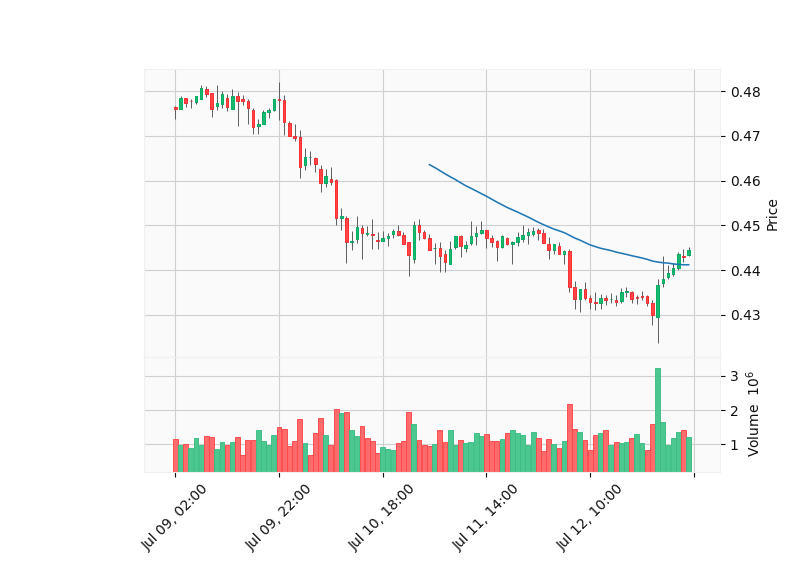 0.48
0.47
0.46
0.45
0.44
0.43
Price
3
2
1
Volume 10^6
Jul 09, 02:00
Jul 09, 22:00
Jul 10, 18:00
Jul 11, 14:00
Jul 12, 10:00